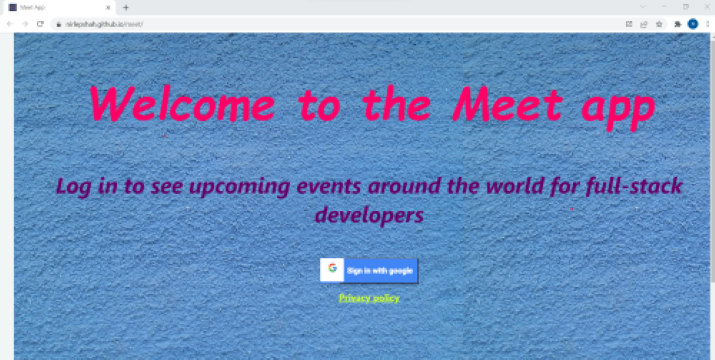 Meet App
nirlepshah.github.io/meet/
Welcome to the Meet app
Log in to see upcoming events around the world for full-stack
developers
Sign in with google
Privacy policy